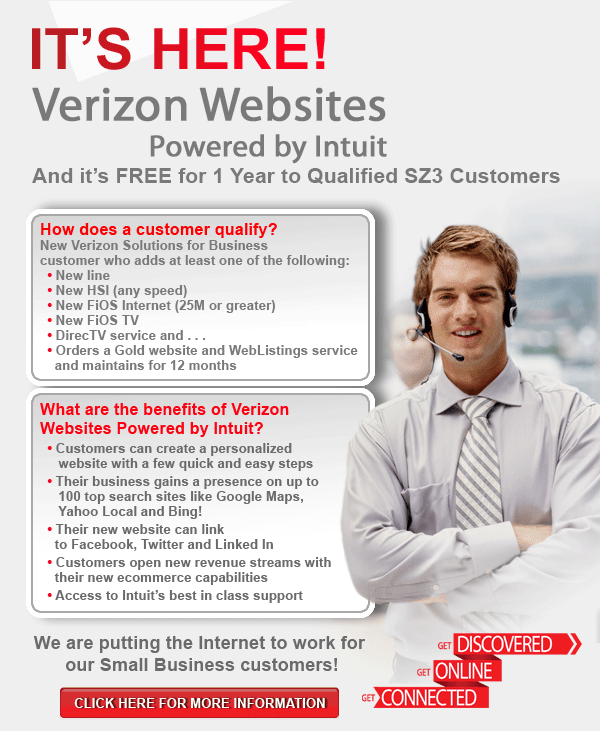 IT'S HERE!
Verizon Websites
Powered by Intuit
And it's FREE for 1 Year to Qualified SZ3 Customers
How does a customer qualify?
New Verizon Solutions for Business
customer who adds at least one of the following:
• New line
• New HSI (any speed)
• New FiOS Internet (25M or greater)
• New FiOS TV
• DirecTV service and . . .
• Orders a Gold website and WebListings service
and maintains for 12 months
What are the benefits of Verizon
Websites Powered by Intuit?
• Customers can create a personalized
website with a few quick and easy steps
• Their business gains a presence on up to
100 top search sites like Google Maps,
Yahoo Local and Bing!
• Their new website can link
to Facebook, Twitter and Linked In
• Customers open new revenue streams with
their new ecommerce capabilities
• Access to Intuit's best in class support
We are putting the Internet to work for
our Small Business customers!
CLICK HERE FOR MORE INFORMATION
GET DISCOVERED
GET ONLINE
GET CONNECTED